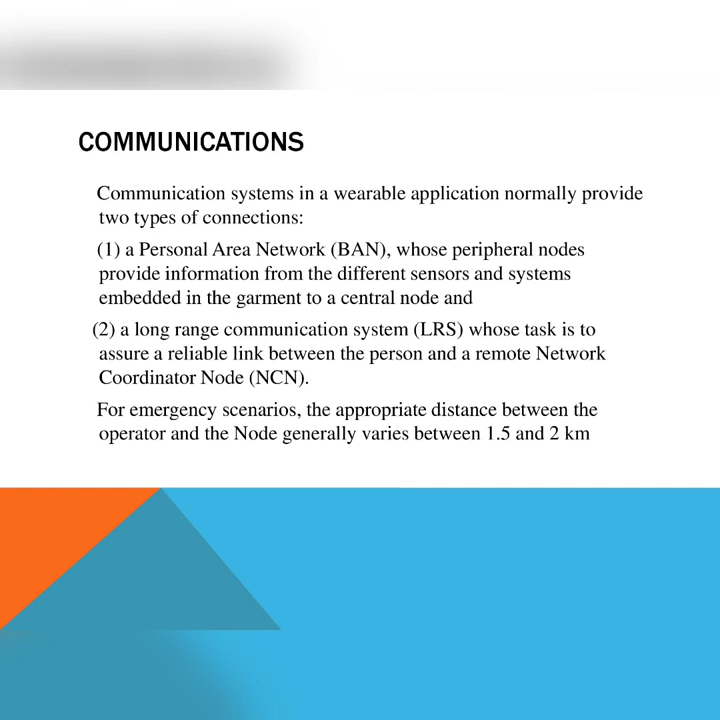 COMMUNICATIONS
Communication systems in a wearable application normally provide
two types of connections:
(1) a Personal Area Network (BAN), whose peripheral nodes
provide information from the different sensors and systems
embedded in the garment to a central node and
(2) a long range communication system (LRS) whose task is to
assure a reliable link between the person and a remote Network
Coordinator Node (NCN).
For emergency scenarios, the appropriate distance between the
operator and the Node generally varies between 1.5 and 2 km